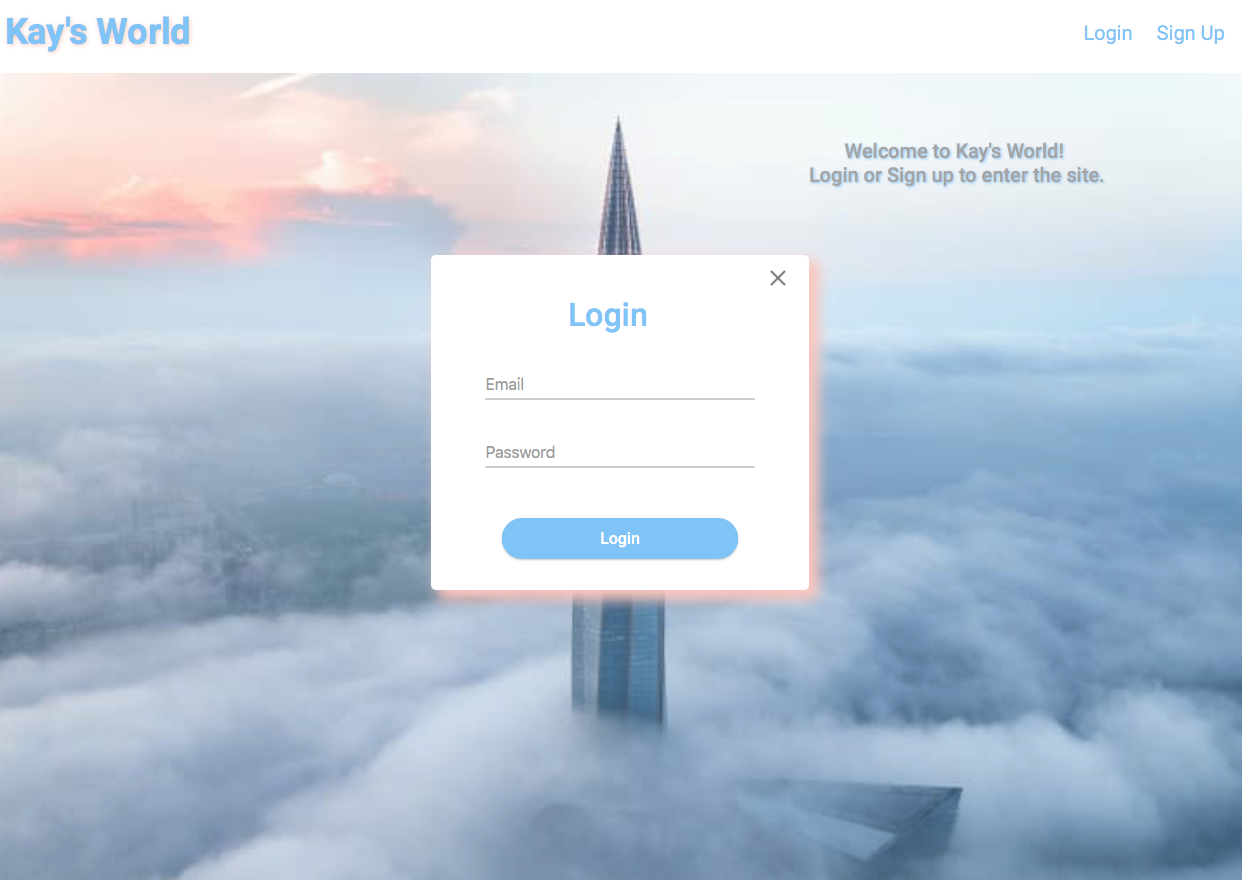 Kay's World
Login
Sign Up
Welcome to Kay's World!
Login or Sign up to enter the site.
Login
Email
Password
Login